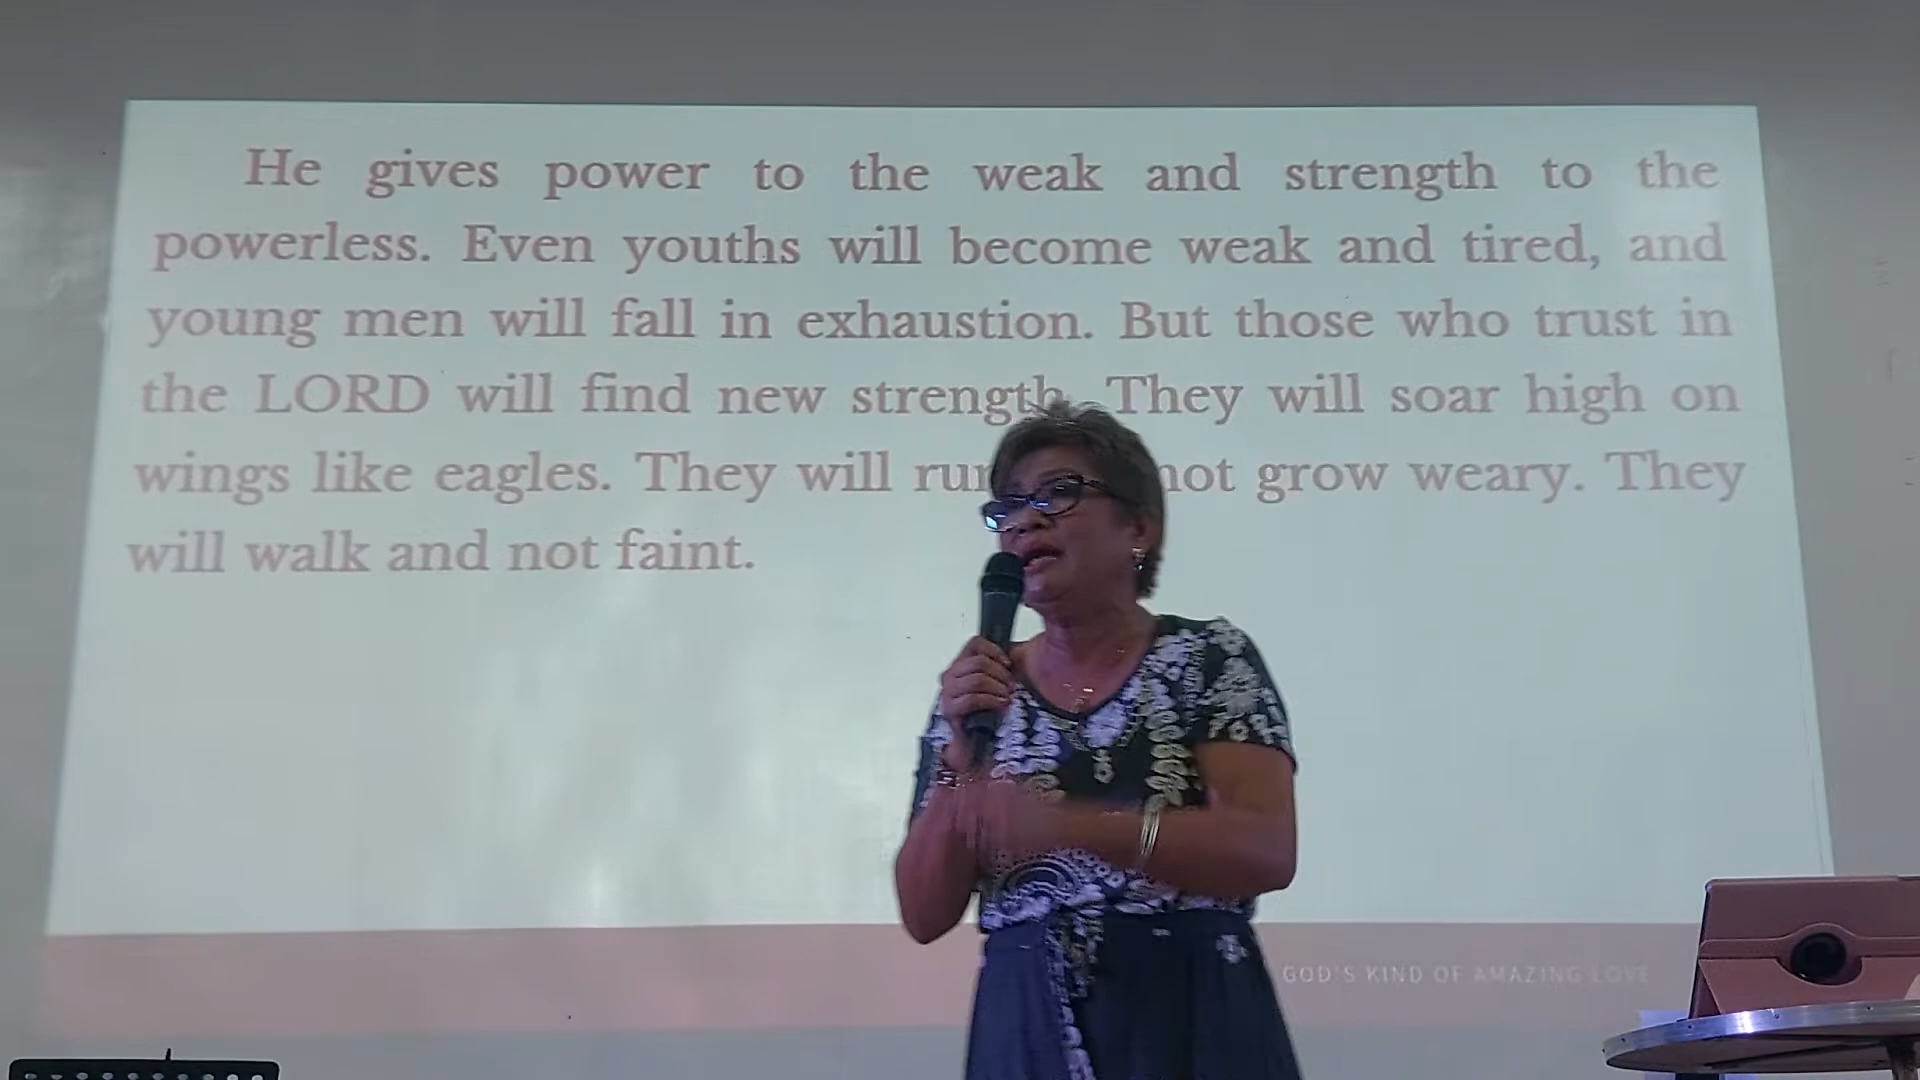 He gives power to the weak and strength to the
powerless. Even youths will become weak and tired, and
young men will fall in exhaustion. But those who trust in
the LORD will find new strength. They will soar high on
wings like eagles. They will run not grow weary. They
will walk and not faint.
GOD'S KIND OF AMAZING LOVE